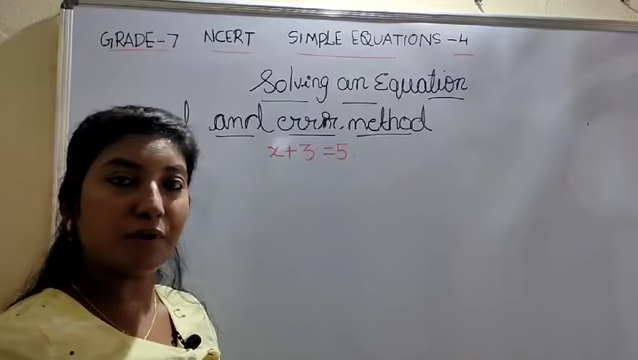 GRADE-7 NCERT SIMPLE EQUATIONS -4
Solving an Equation
and error method
x+3 =5